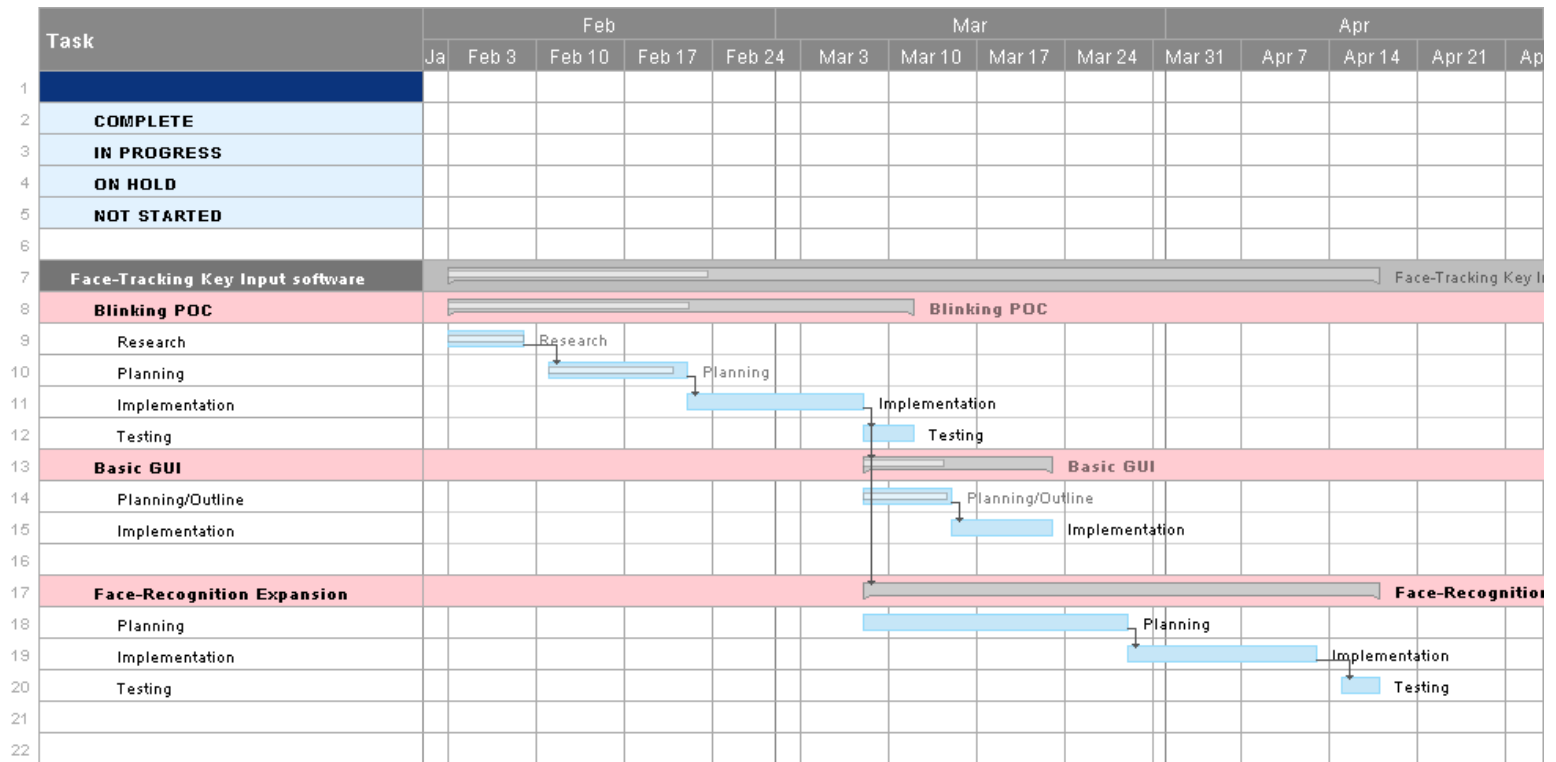 Task
Feb Mar Apr
Ja Feb 3 Feb 10 Feb 17 Feb 24 Mar 3 Mar 10 Mar 17 Mar 24 Mar 31 Apr 7 Apr 14 Apr 21 Ap
1
2 COMPLETE
3 IN PROGRESS
4 ON HOLD
5 NOT STARTED
6
7 Face-Tracking Key Input software Face-Tracking Key I
8 Blinking POC Blinking POC
9 Research Research
10 Planning Planning
11 Implementation Implementation
12 Testing Testing
13 Basic GUI Basic GUI
14 Planning/Outline Planning/Outline
15 Implementation Implementation
16
17 Face-Recognition Expansion Face-Recognition
18 Planning Planning
19 Implementation Implementation
20 Testing Testing
21
22